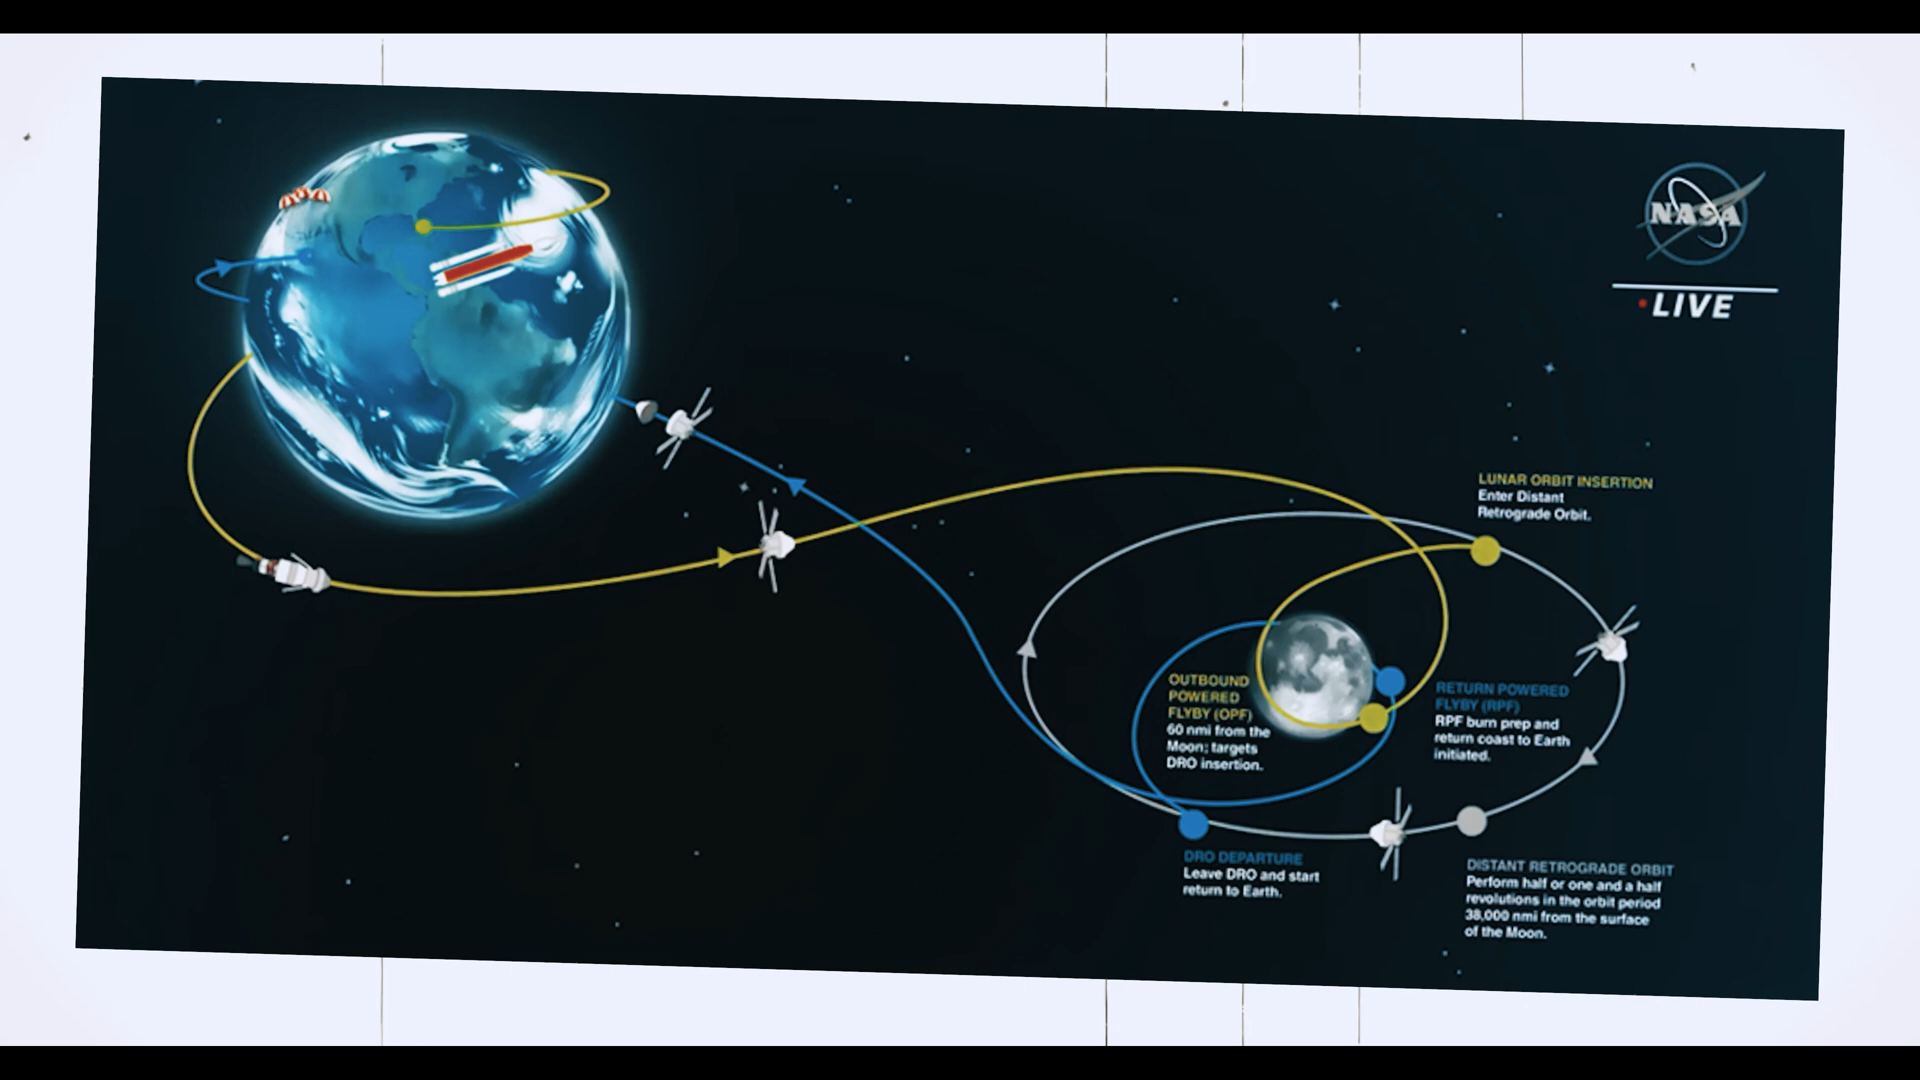 NASA
LIVE
LUNAR ORBIT INSERTION
Enter Distant
Retrograde Orbit.
OUTBOUND
POWERED
FLYBY (OPF)
60 nmi from the
Moon; targets
DRO insertion.
RETURN POWERED
FLYBY (RPF)
RPF burn prep and
return coast to Earth
initiated.
DRO DEPARTURE
Leave DRO and start
return to Earth.
DISTANT RETROGRADE ORBIT
Perform half or one and a half
revolutions in the orbit period
38,000 nmi from the surface
of the Moon.